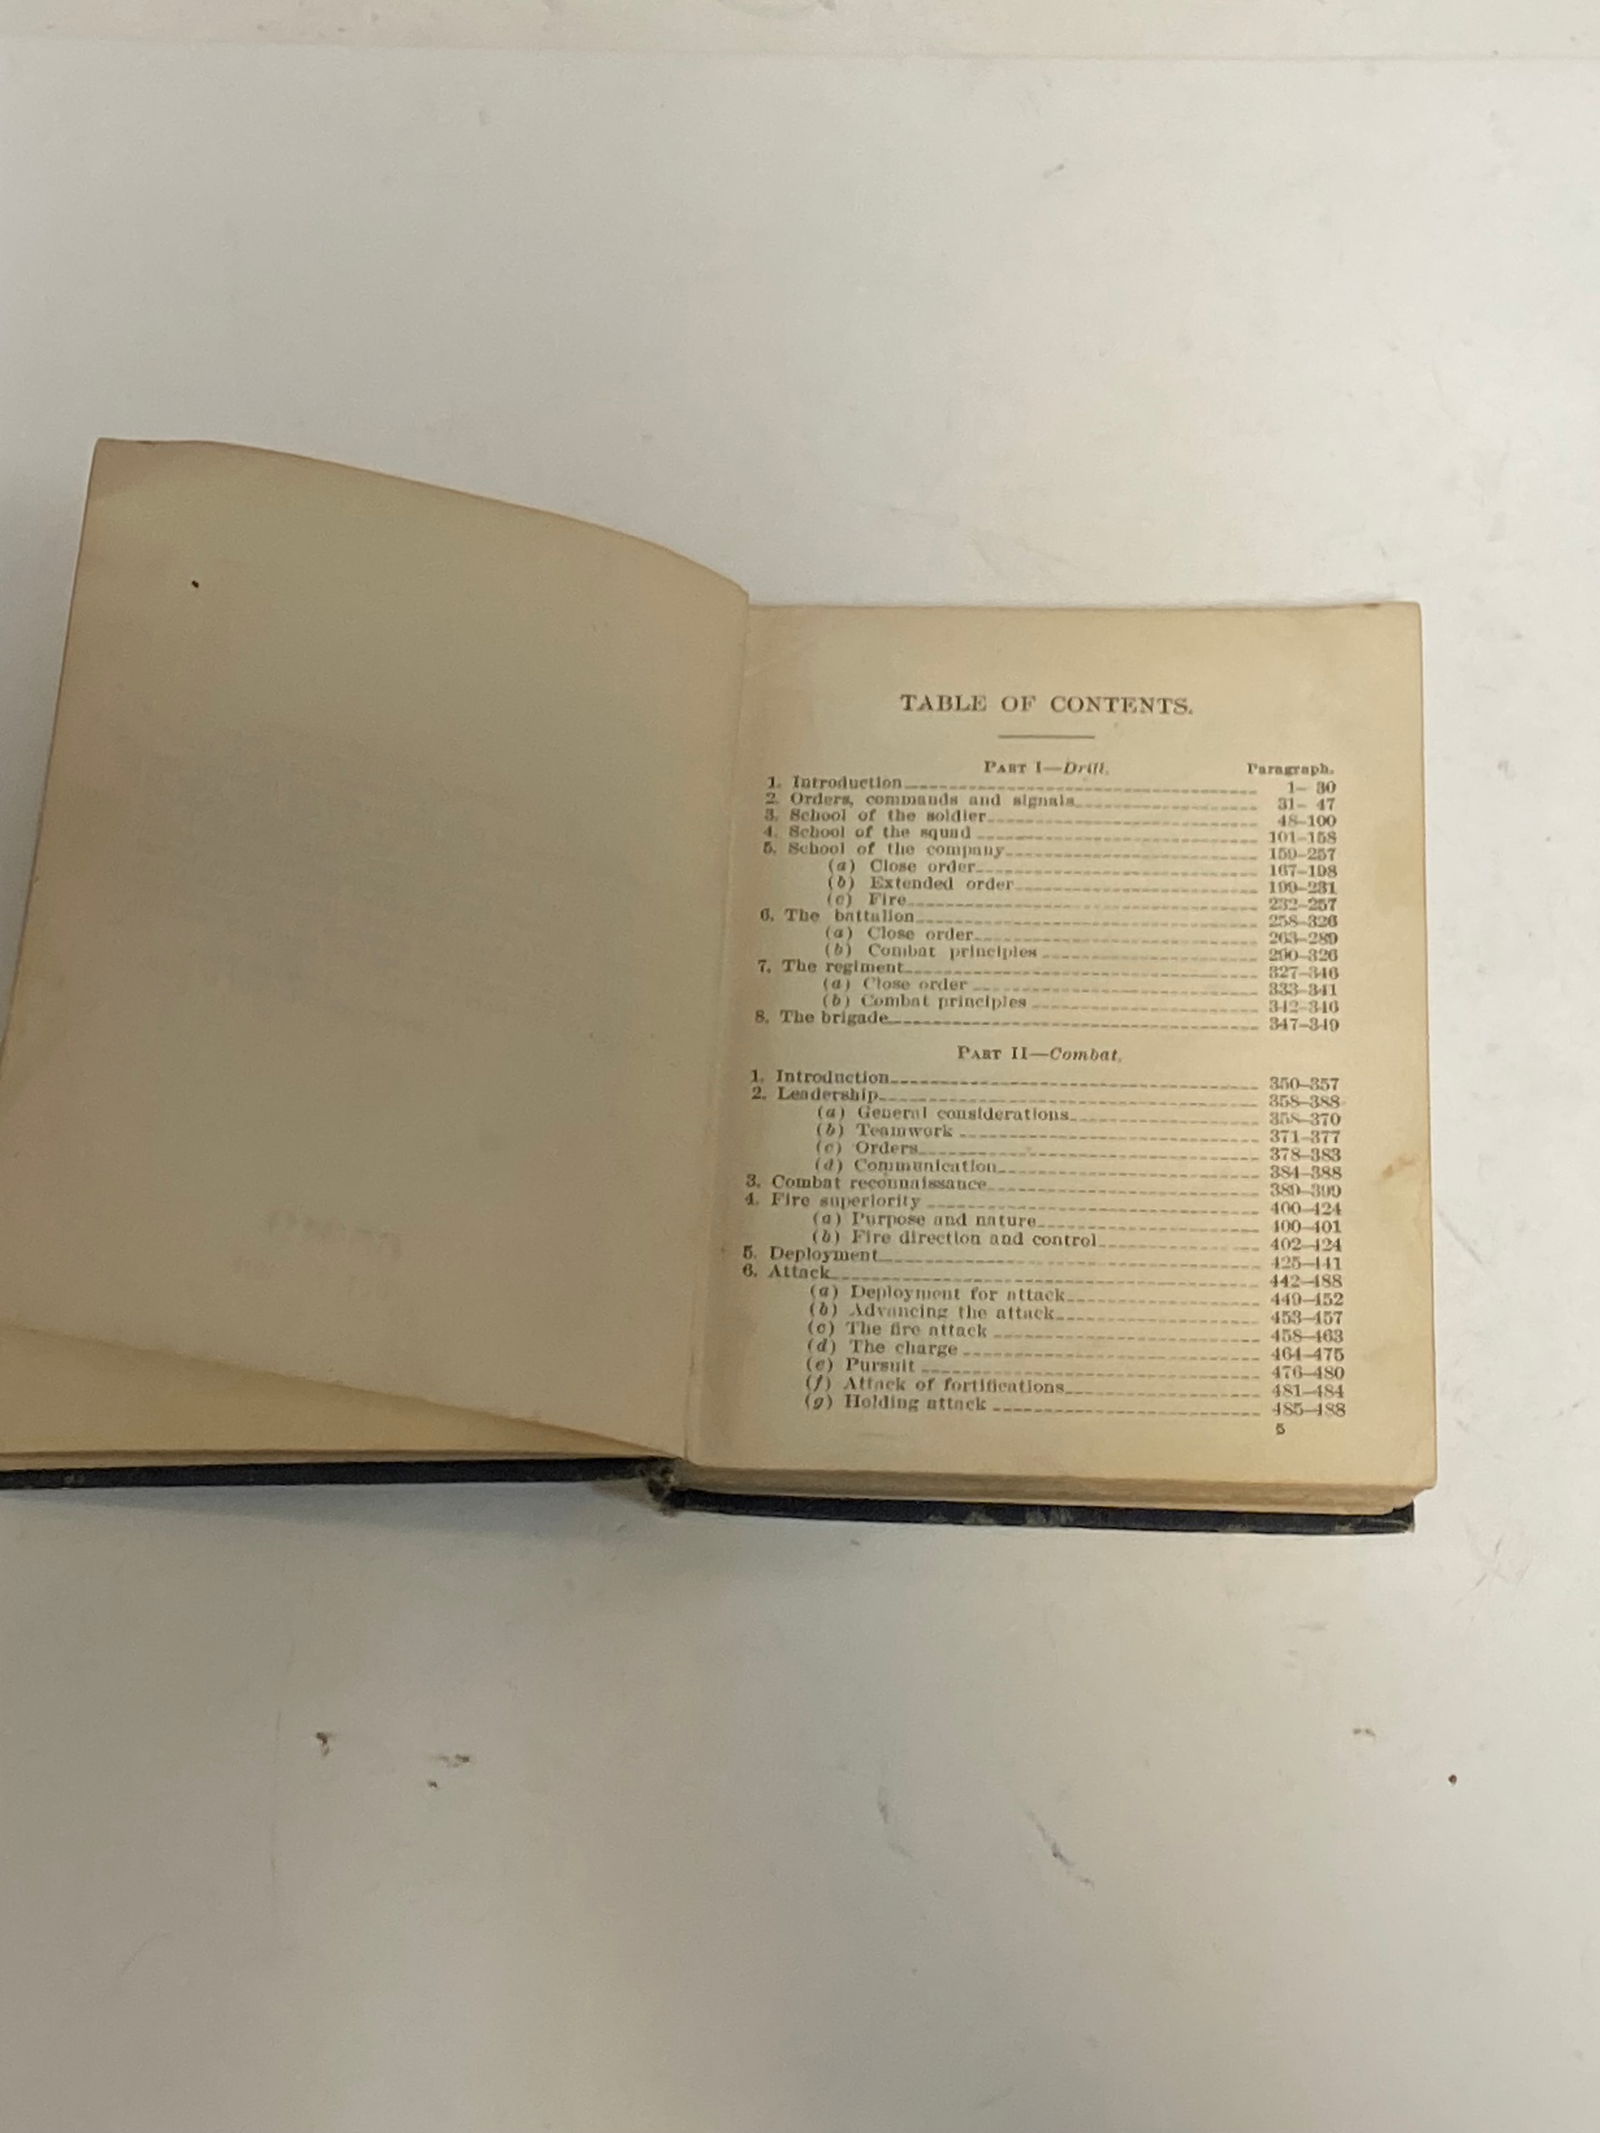 TABLE OF CONTENTS.
PART I—Drill. Paragraph.
1. Introduction 1– 30
2. Orders, commands and signals 31– 47
3. School of the soldier 48–100
4. School of the squad 101–158
5. School of the company 159–257
(a) Close order 167–198
(b) Extended order 199–231
(c) Fire 232–257
6. The battalion 258–326
(a) Close order 263–289
(b) Combat principles 290–326
7. The regiment 327–346
(a) Close order 333–341
(b) Combat principles 342–346
8. The brigade 347–349
PART II—Combat.
1. Introduction 350–357
2. Leadership 358–388
(a) General considerations 358–370
(b) Teamwork 371–377
(c) Orders 378–383
(d) Communication 384–388
3. Combat reconnaissance 389–399
4. Fire superiority 400–424
(a) Purpose and nature 400–401
(b) Fire direction and control 402–424
5. Deployment 425–441
6. Attack 442–488
(a) Deployment for attack 449–452
(b) Advancing the attack 453–457
(c) The fire attack 458–463
(d) The charge 464–475
(e) Pursuit 476–480
(f) Attack of fortifications 481–484
(g) Holding attack 485–488
5